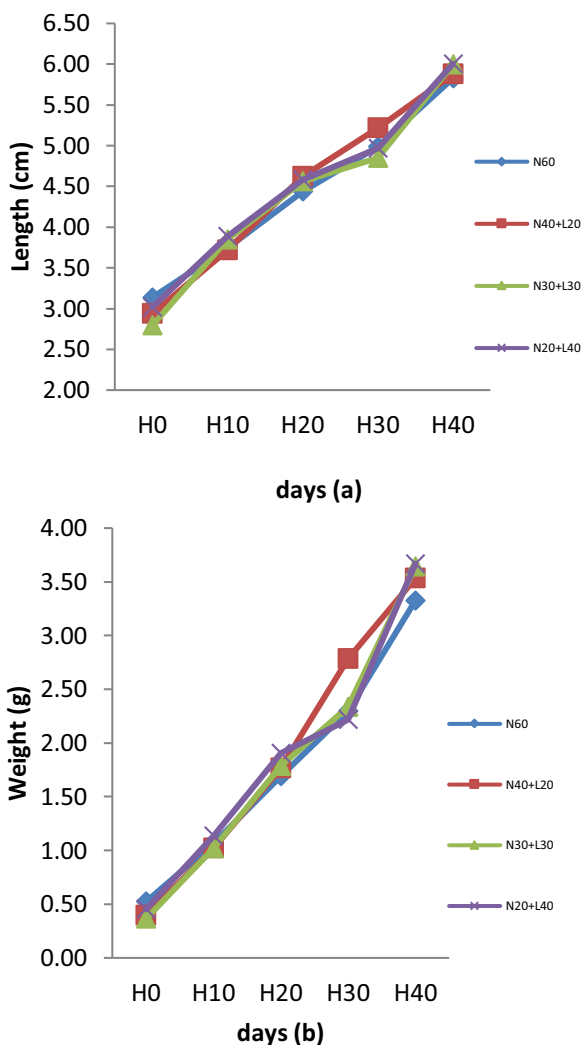 6.50
6.00
5.50
5.00
4.50
4.00
3.50
3.00
2.50
2.00
Length (cm)
H0 H10 H20 H30 H40
days (a)
N60
N40+L20
N30+L30
N20+L40
4.00
3.50
3.00
2.50
2.00
1.50
1.00
0.50
0.00
Weight (g)
H0 H10 H20 H30 H40
days (b)
N60
N40+L20
N30+L30
N20+L40